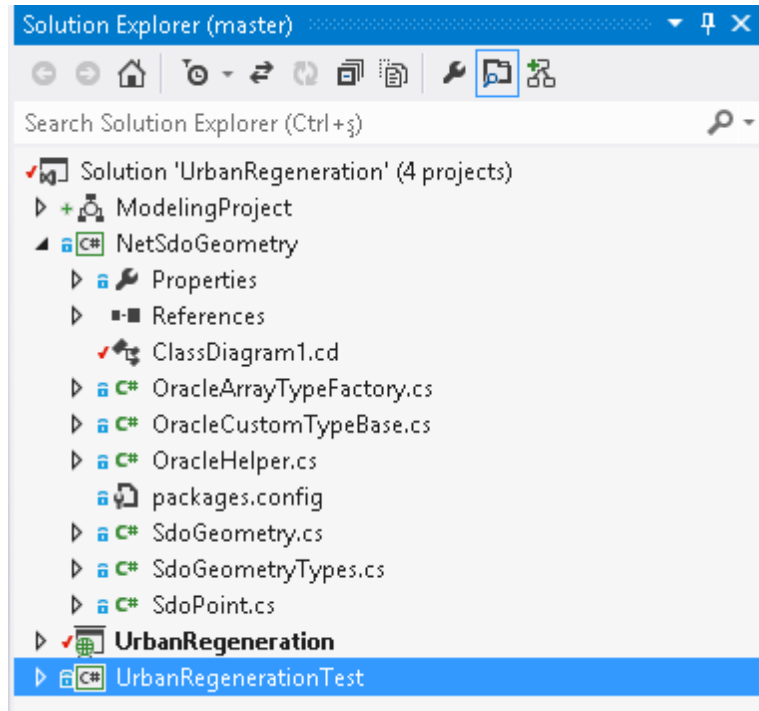 Solution Explorer (master)
Search Solution Explorer (Ctrl+ş)
Solution 'UrbanRegeneration' (4 projects)
ModelingProject
C# NetSdoGeometry
Properties
References
ClassDiagram1.cd
C# OracleArrayTypeFactory.cs
C# OracleCustomTypeBase.cs
C# OracleHelper.cs
packages.config
C# SdoGeometry.cs
C# SdoGeometryTypes.cs
C# SdoPoint.cs
UrbanRegeneration
C# UrbanRegenerationTest